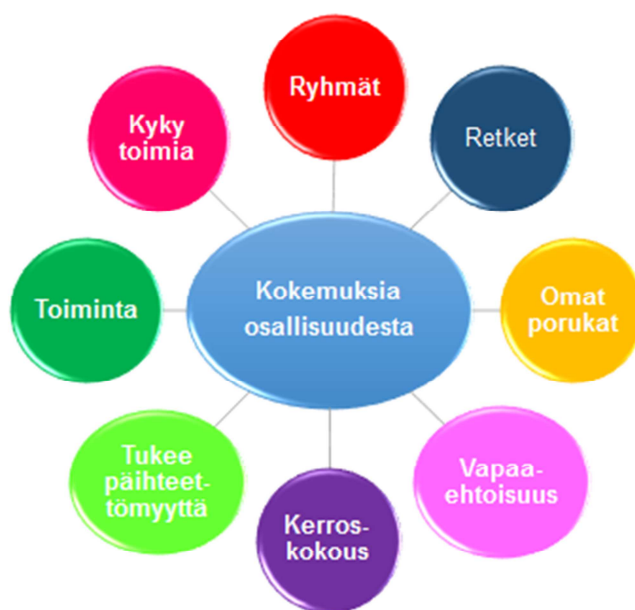 Ryhmät
Retket
Omat
porukat
Vapaa-
ehtoisuus
Kerros-
kokous
Tukee
päihteet-
tömyyttä
Toiminta
Kyky
toimia
Kokemuksia
osallisuudesta